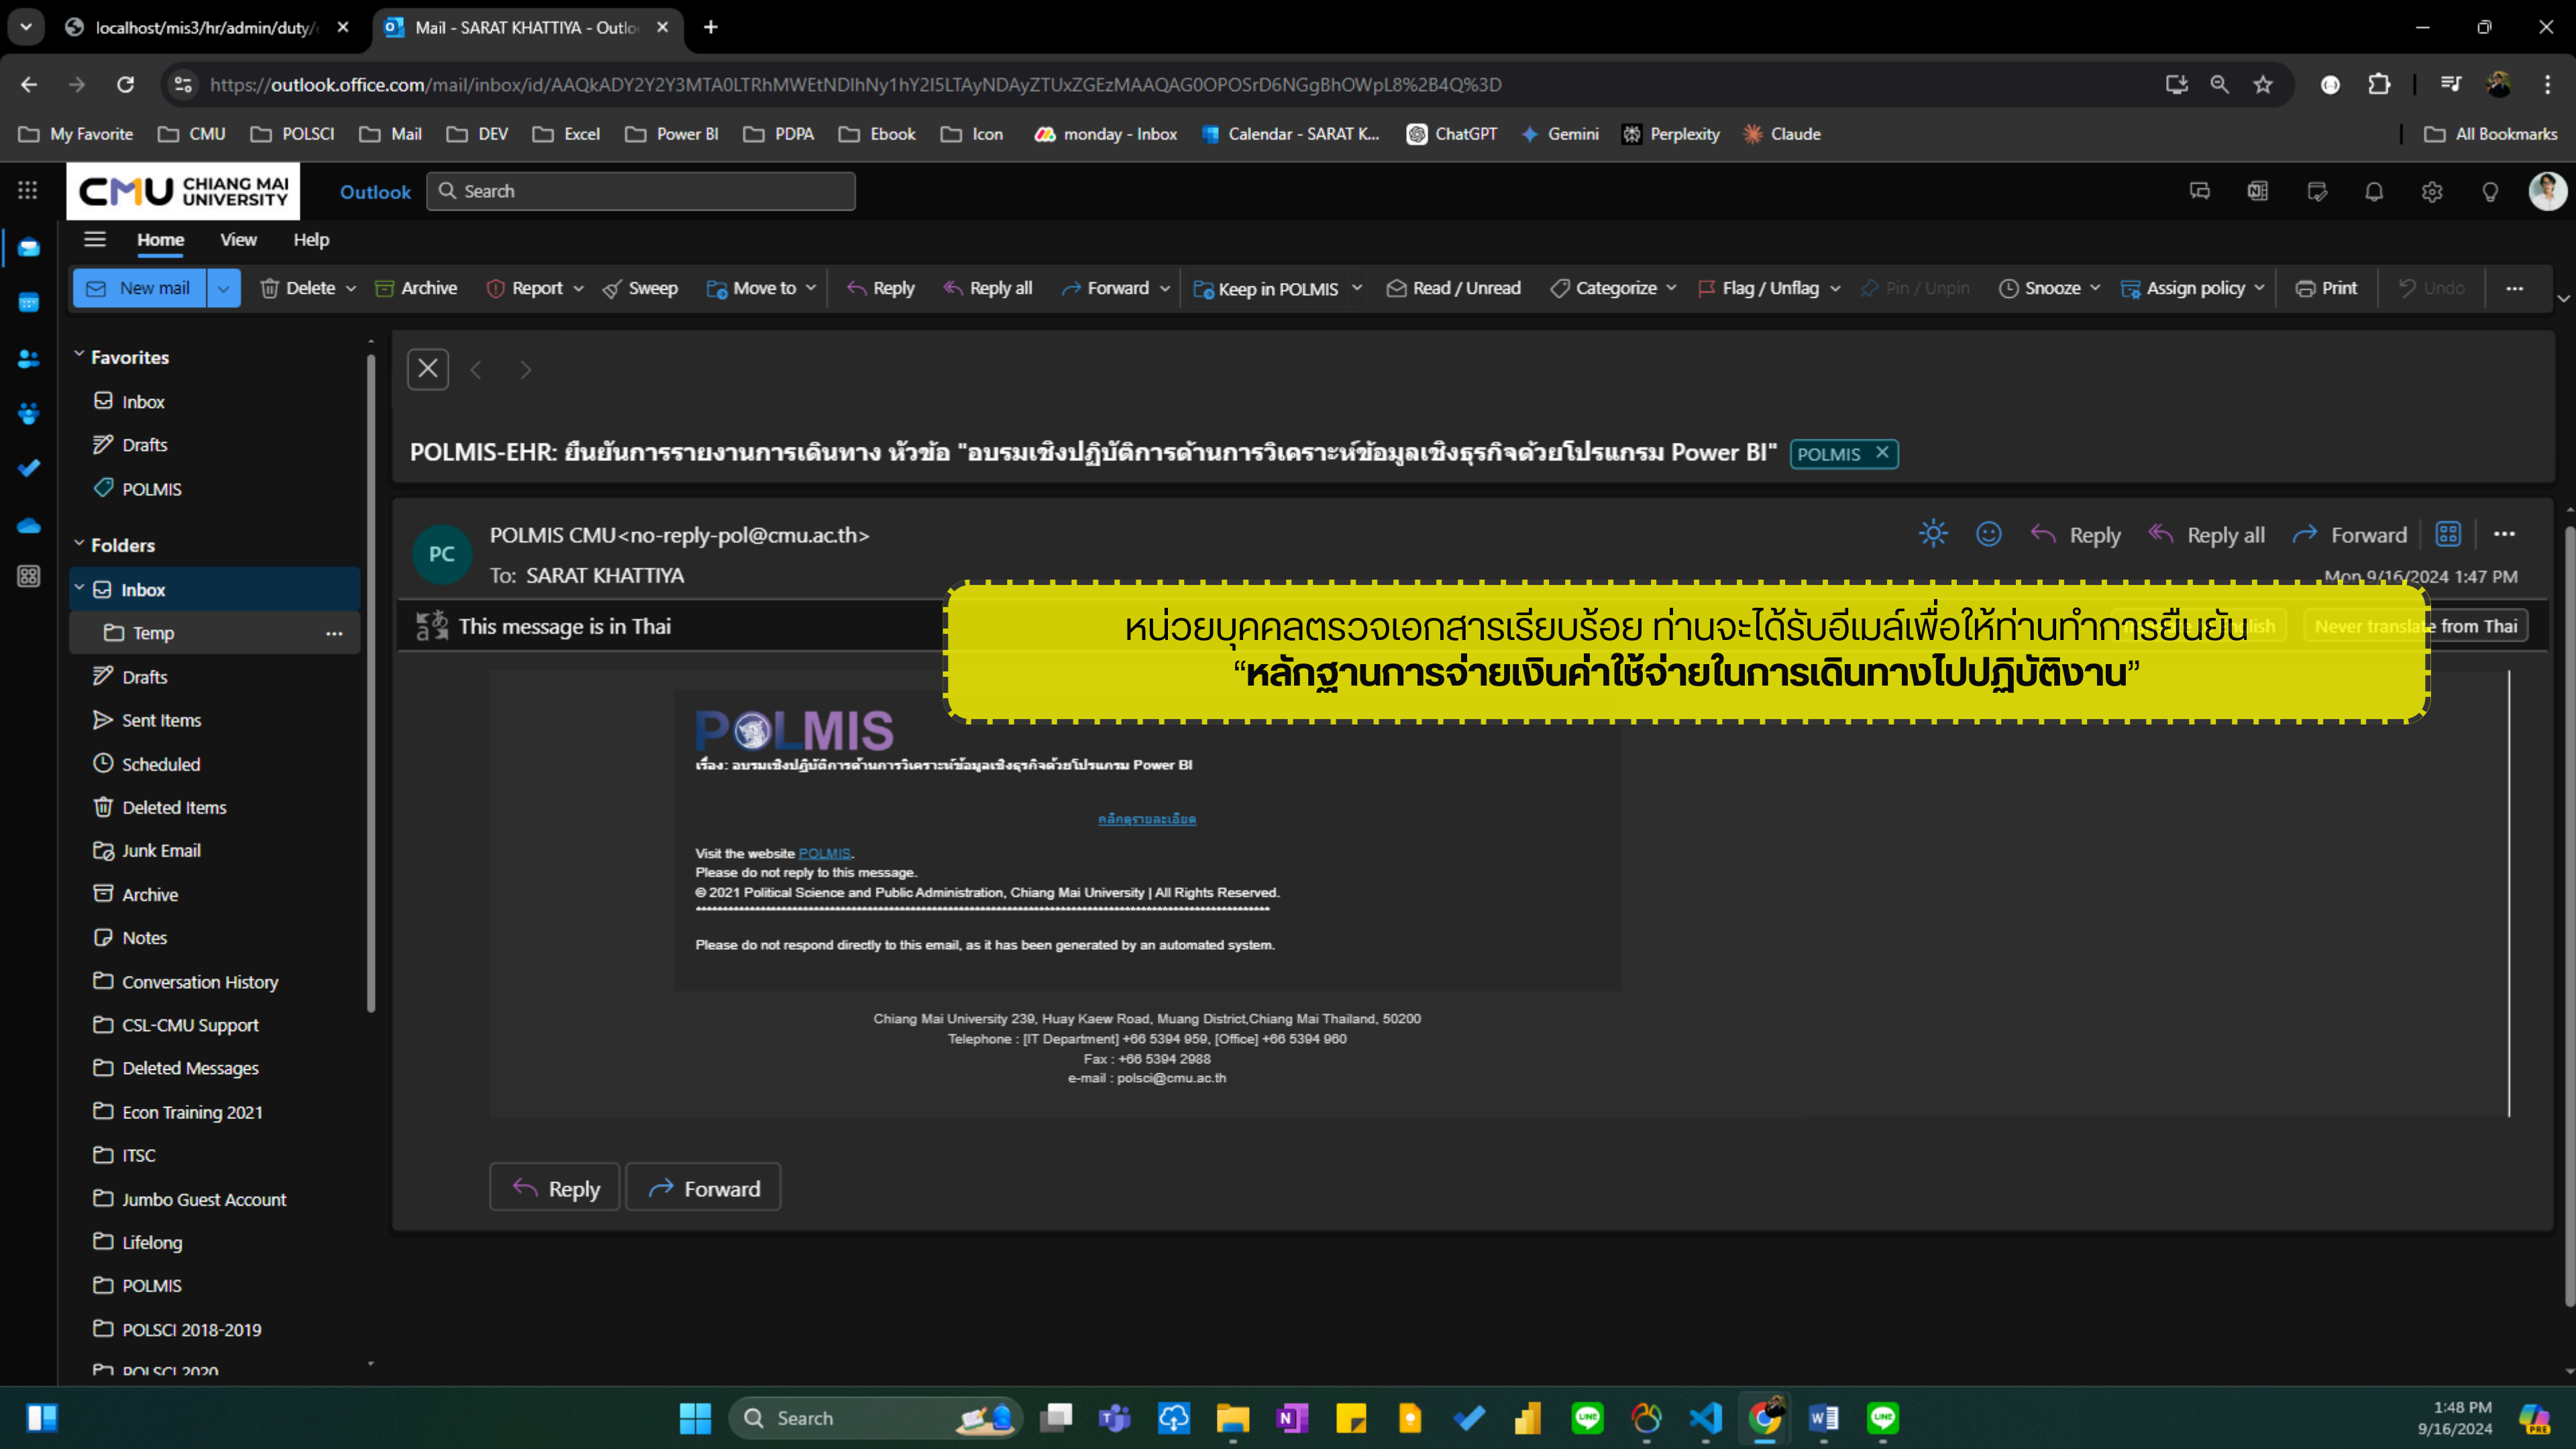 localhost/mis3/hr/admin/duty/
Mail - SARAT KHATTIYA - Outlo
https://outlook.office.com/mail/inbox/id/AAQkADY2Y2Y3MTA0LTRhMWEtNDlhNy1hY2I5LTAyNDAyZTUxZGEzMAAQAG0OPOSrD6NGgBhOWpL8%2B4Q%3D
My Favorite CMU POLSCI Mail DEV Excel Power BI PDPA Ebook Icon monday - Inbox Calendar - SARAT K... ChatGPT Gemini Perplexity Claude All Bookmarks
CMU CHIANG MAI UNIVERSITY
Outlook Search
Home View Help
New mail Delete Archive Report Sweep Move to Reply Reply all Forward Keep in POLMIS Read / Unread Categorize Flag / Unflag Pin / Unpin Snooze Assign policy Print Undo ...
Favorites
Inbox
Drafts
POLMIS
Folders
Inbox
Temp ...
Drafts
Sent Items
Scheduled
Deleted Items
Junk Email
Archive
Notes
Conversation History
CSL-CMU Support
Deleted Messages
Econ Training 2021
ITSC
Jumbo Guest Account
Lifelong
POLMIS
POLSCI 2018-2019
POLSCI 2020
POLMIS-EHR: ยืนยันการรายงานการเดินทาง หัวข้อ "อบรมเชิงปฏิบัติการด้านการวิเคราะห์ข้อมูลเชิงธุรกิจด้วยโปรแกรม Power BI" POLMIS
PC
POLMIS CMU<no-reply-pol@cmu.ac.th>
To: SARAT KHATTIYA
Reply Reply all Forward ...
Mon 9/16/2024 1:47 PM
This message is in Thai
Never translate from Thai
หน่วยบุคคลตรวจเอกสารเรียบร้อย ท่านจะได้รับอีเมล์เพื่อให้ท่านทำการยืนยัน
“หลักฐานการจ่ายเงินค่าใช้จ่ายในการเดินทางไปปฏิบัติงาน”
POLMIS
เรื่อง: อบรมเชิงปฏิบัติการด้านการวิเคราะห์ข้อมูลเชิงธุรกิจด้วยโปรแกรม Power BI
คลิกดูรายละเอียด
Visit the website POLMIS.
Please do not reply to this message.
© 2021 Political Science and Public Administration, Chiang Mai University | All Rights Reserved.
Please do not respond directly to this email, as it has been generated by an automated system.
Chiang Mai University 239, Huay Kaew Road, Muang District,Chiang Mai Thailand, 50200
Telephone : [IT Department] +66 5394 959, [Office] +66 5394 960
Fax : +66 5394 2988
e-mail : polsci@cmu.ac.th
Reply Forward
Search
1:48 PM
9/16/2024